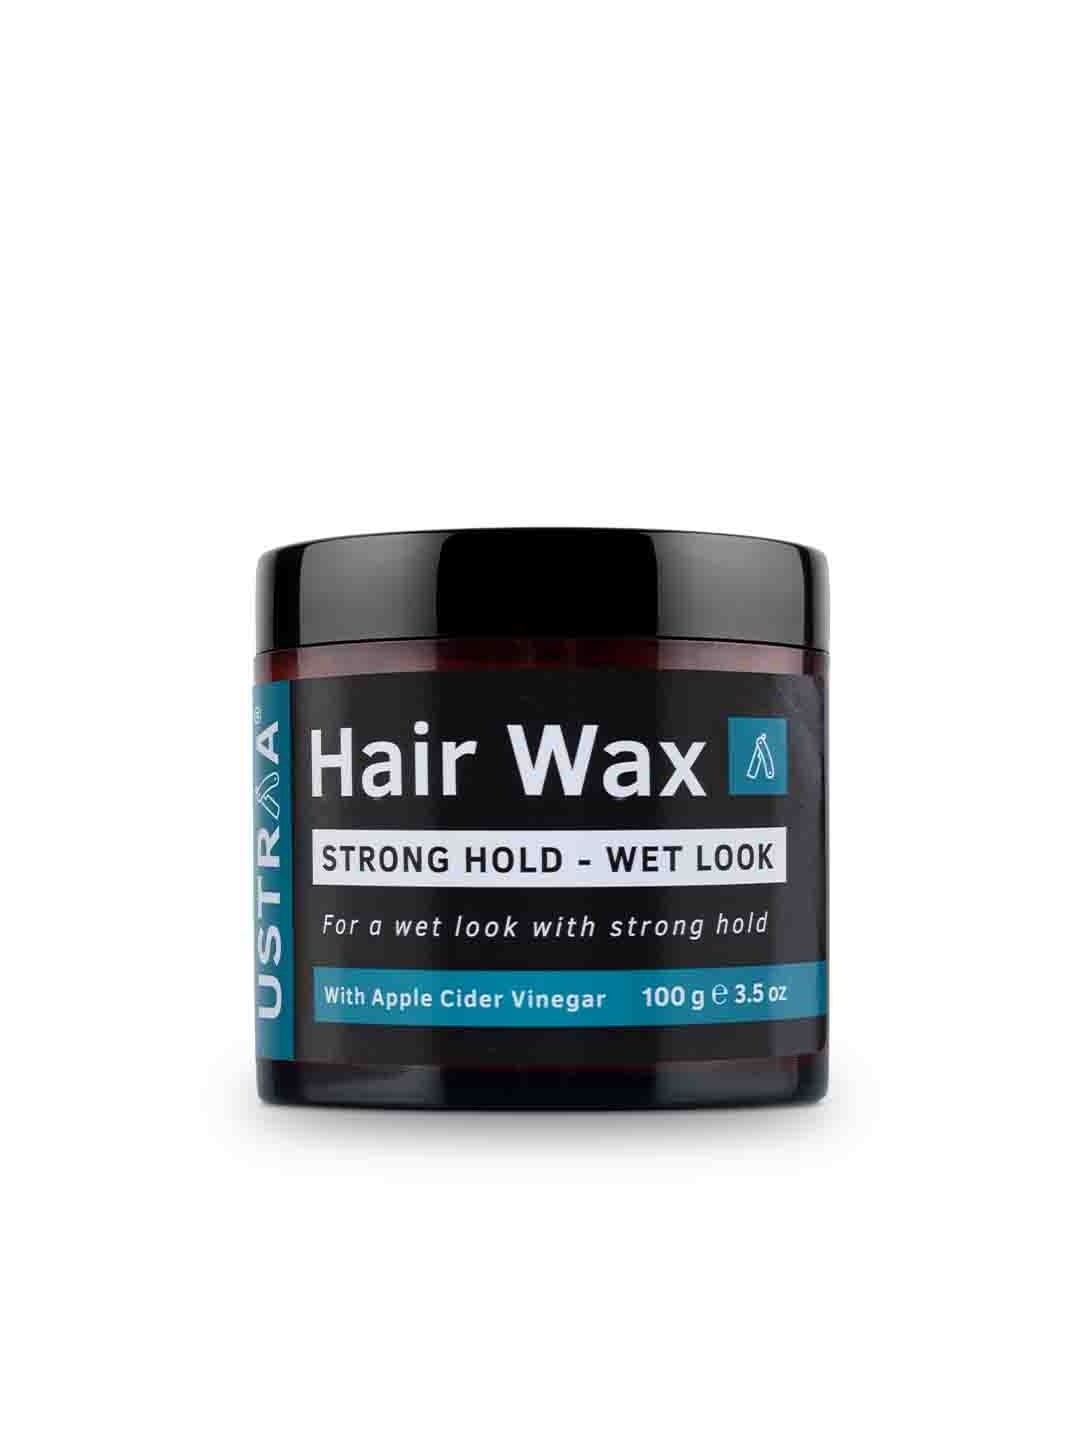 USTRAA®
Hair Wax
STRONG HOLD - WET LOOK
For a wet look with strong hold
With Apple Cider Vinegar 100 g ℮ 3.5 oz